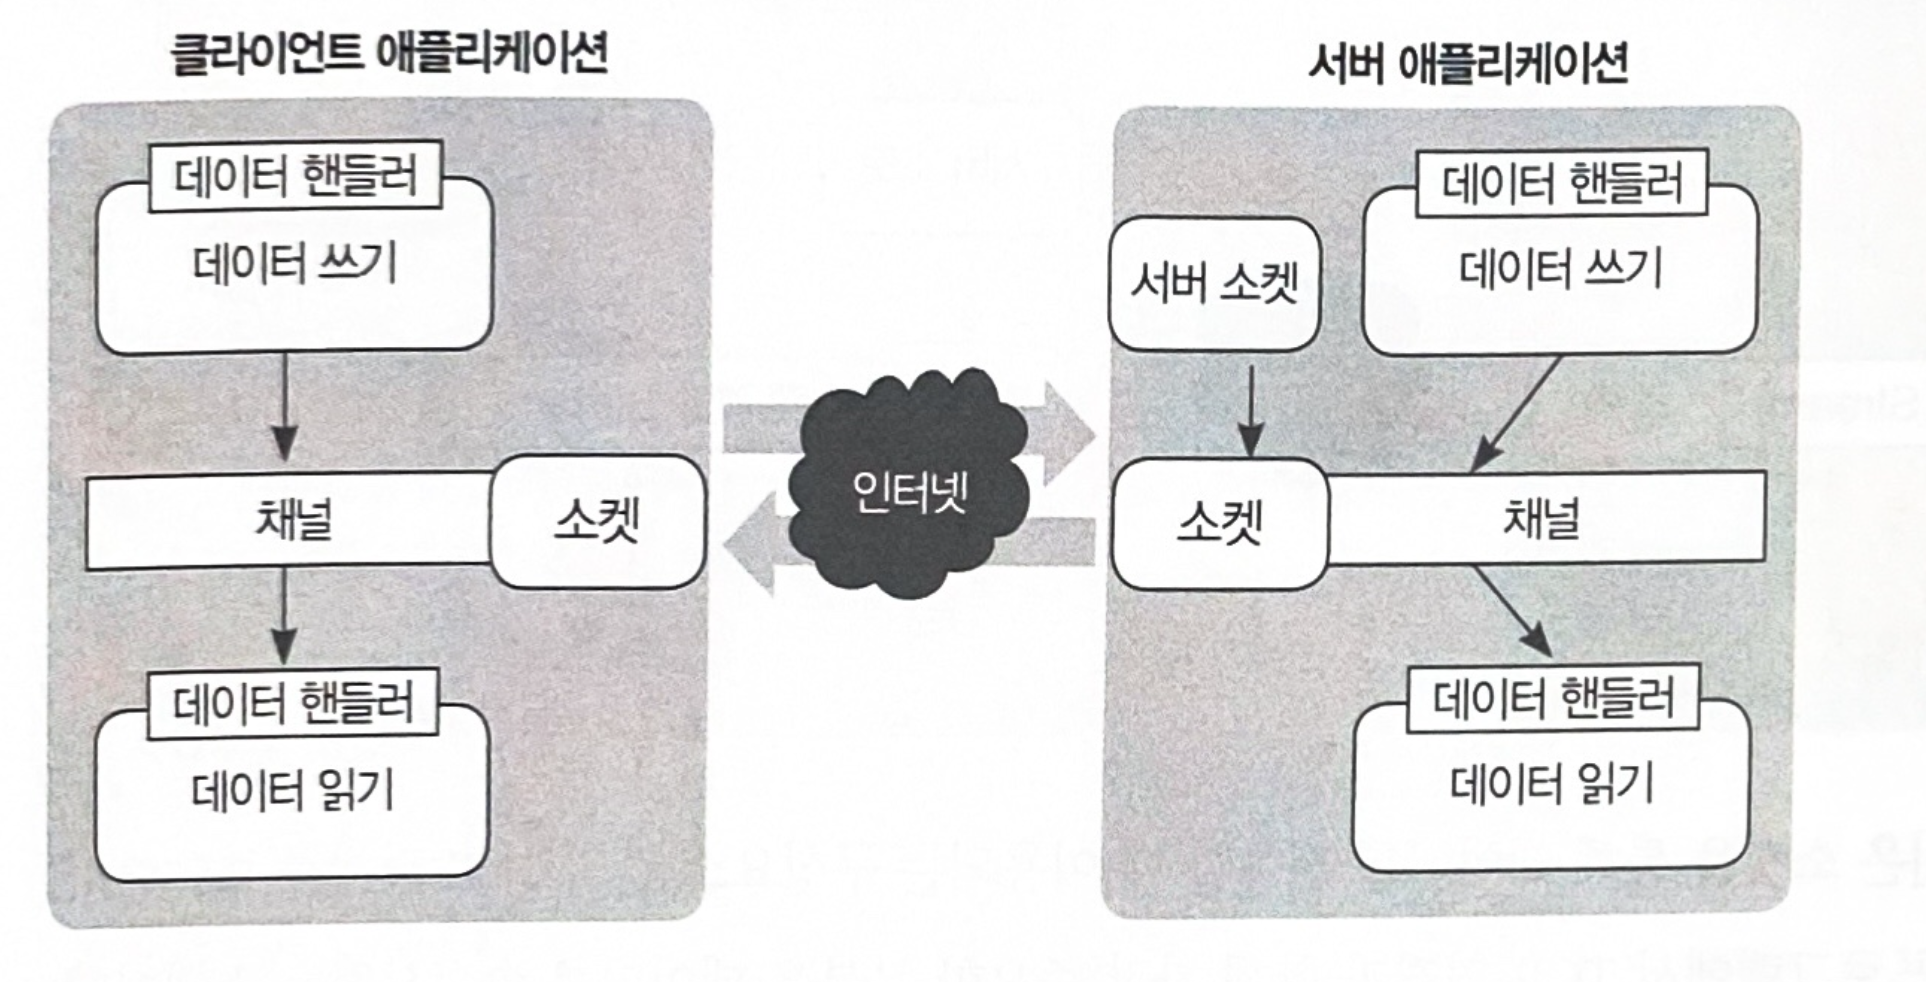 클라이언트 애플리케이션
데이터 핸들러
데이터 쓰기
채널
소켓
데이터 핸들러
데이터 읽기
인터넷
서버 애플리케이션
서버 소켓
데이터 핸들러
데이터 쓰기
소켓
채널
데이터 핸들러
데이터 읽기